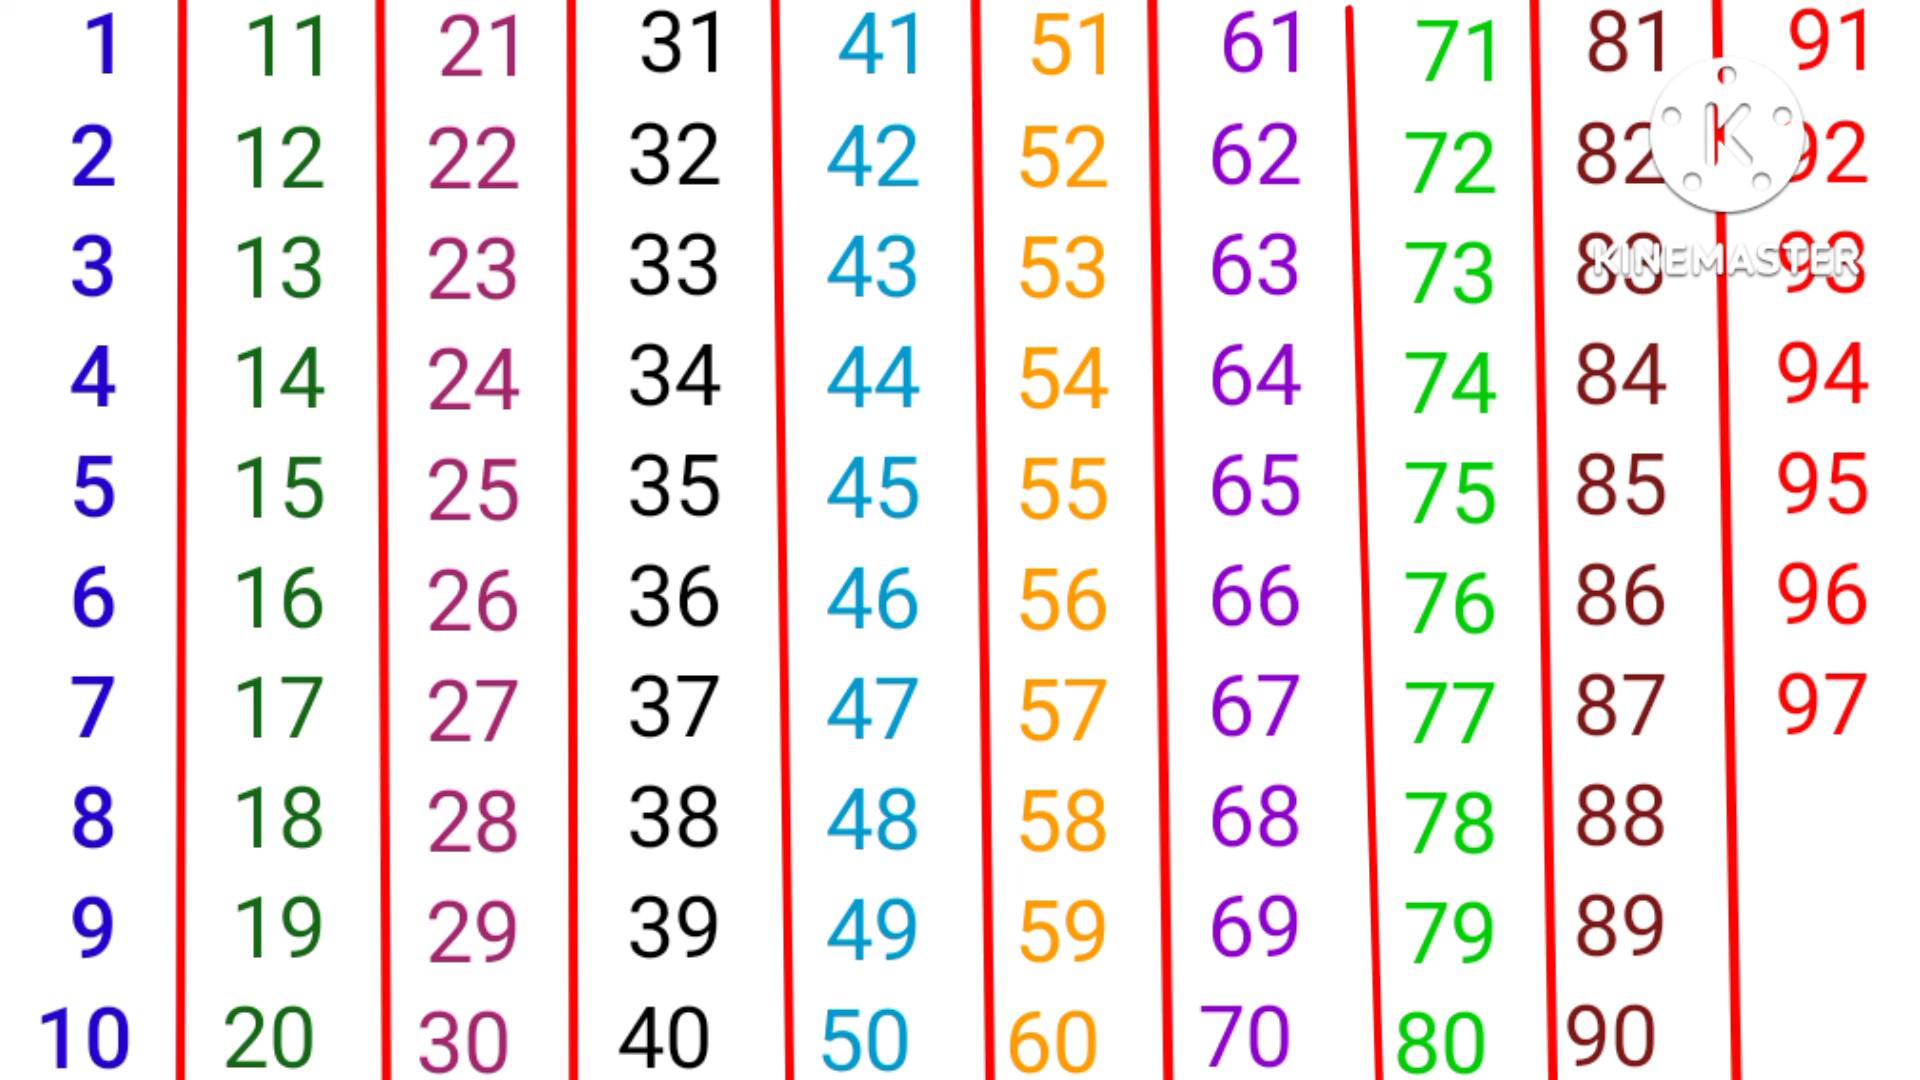 1 11 21 31 41 51 61 71 81 91
2 12 22 32 42 52 62 72 82 92
3 13 23 33 43 53 63 73 83 93
KINEMASTER
4 14 24 34 44 54 64 74 84 94
5 15 25 35 45 55 65 75 85 95
6 16 26 36 46 56 66 76 86 96
7 17 27 37 47 57 67 77 87 97
8 18 28 38 48 58 68 78 88
9 19 29 39 49 59 69 79 89
10 20 30 40 50 60 70 80 90